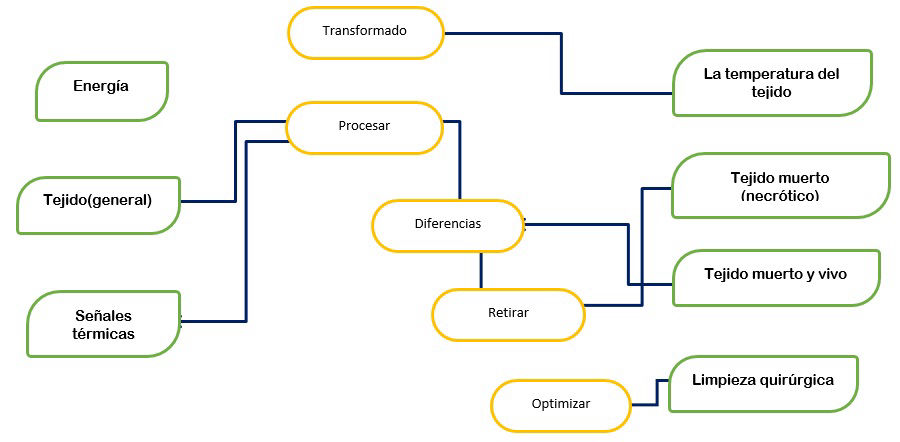 Transformado
La temperatura del
tejido
Energía
Procesar
Tejido muerto
(necrótico)
Tejido(general)
Diferencias
Tejido muerto y vivo
Señales
térmicas
Retirar
Limpieza quirúrgica
Optimizar